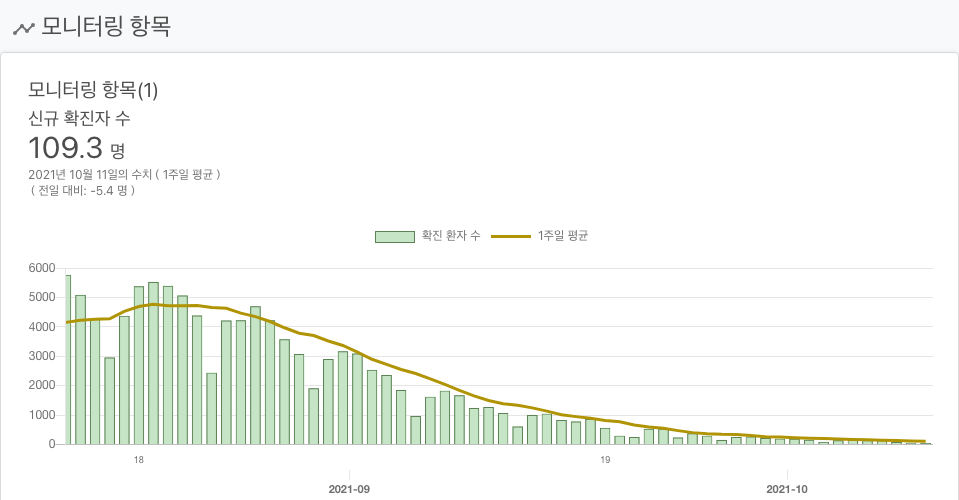 모니터링 항목
모니터링 항목(1)
신규 확진자 수
109.3 명
2021년 10월 11일의 수치 ( 1주일 평균 )
( 전일 대비: -5.4 명 )
확진 환자 수 1주일 평균
6000
5000
4000
3000
2000
1000
0
18 19
2021-09 2021-10